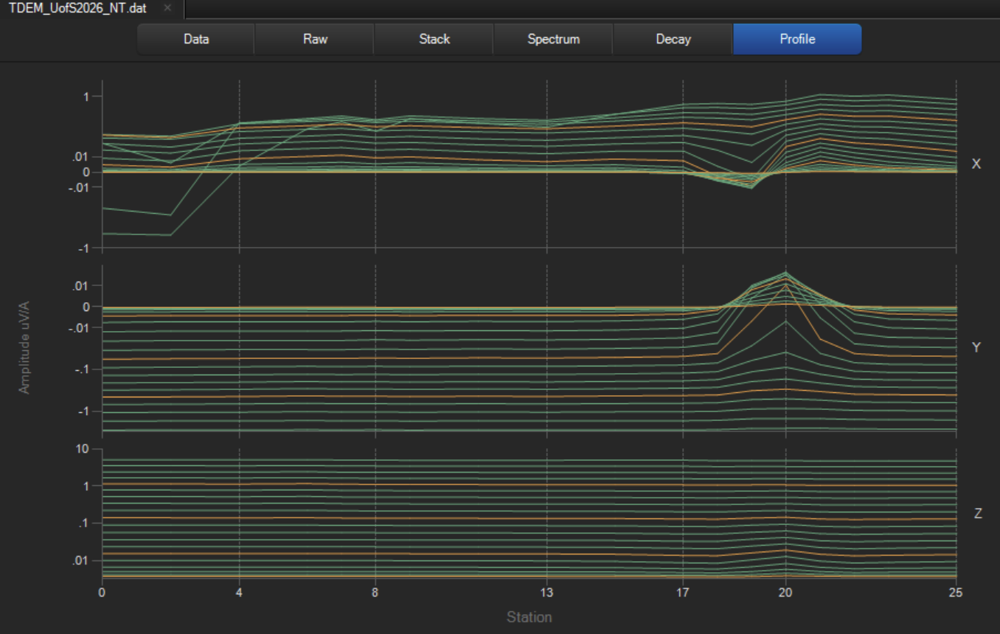 TDEM_UofS2026_NT.dat ×
Data Raw Stack Spectrum Decay Profile
1
.01
0
-.01
-1
X
.01
0
-.01
-.1
-1
Y
Amplitude uV/A
10
1
.1
.01
Z
0 4 8 13 17 20 25
Station